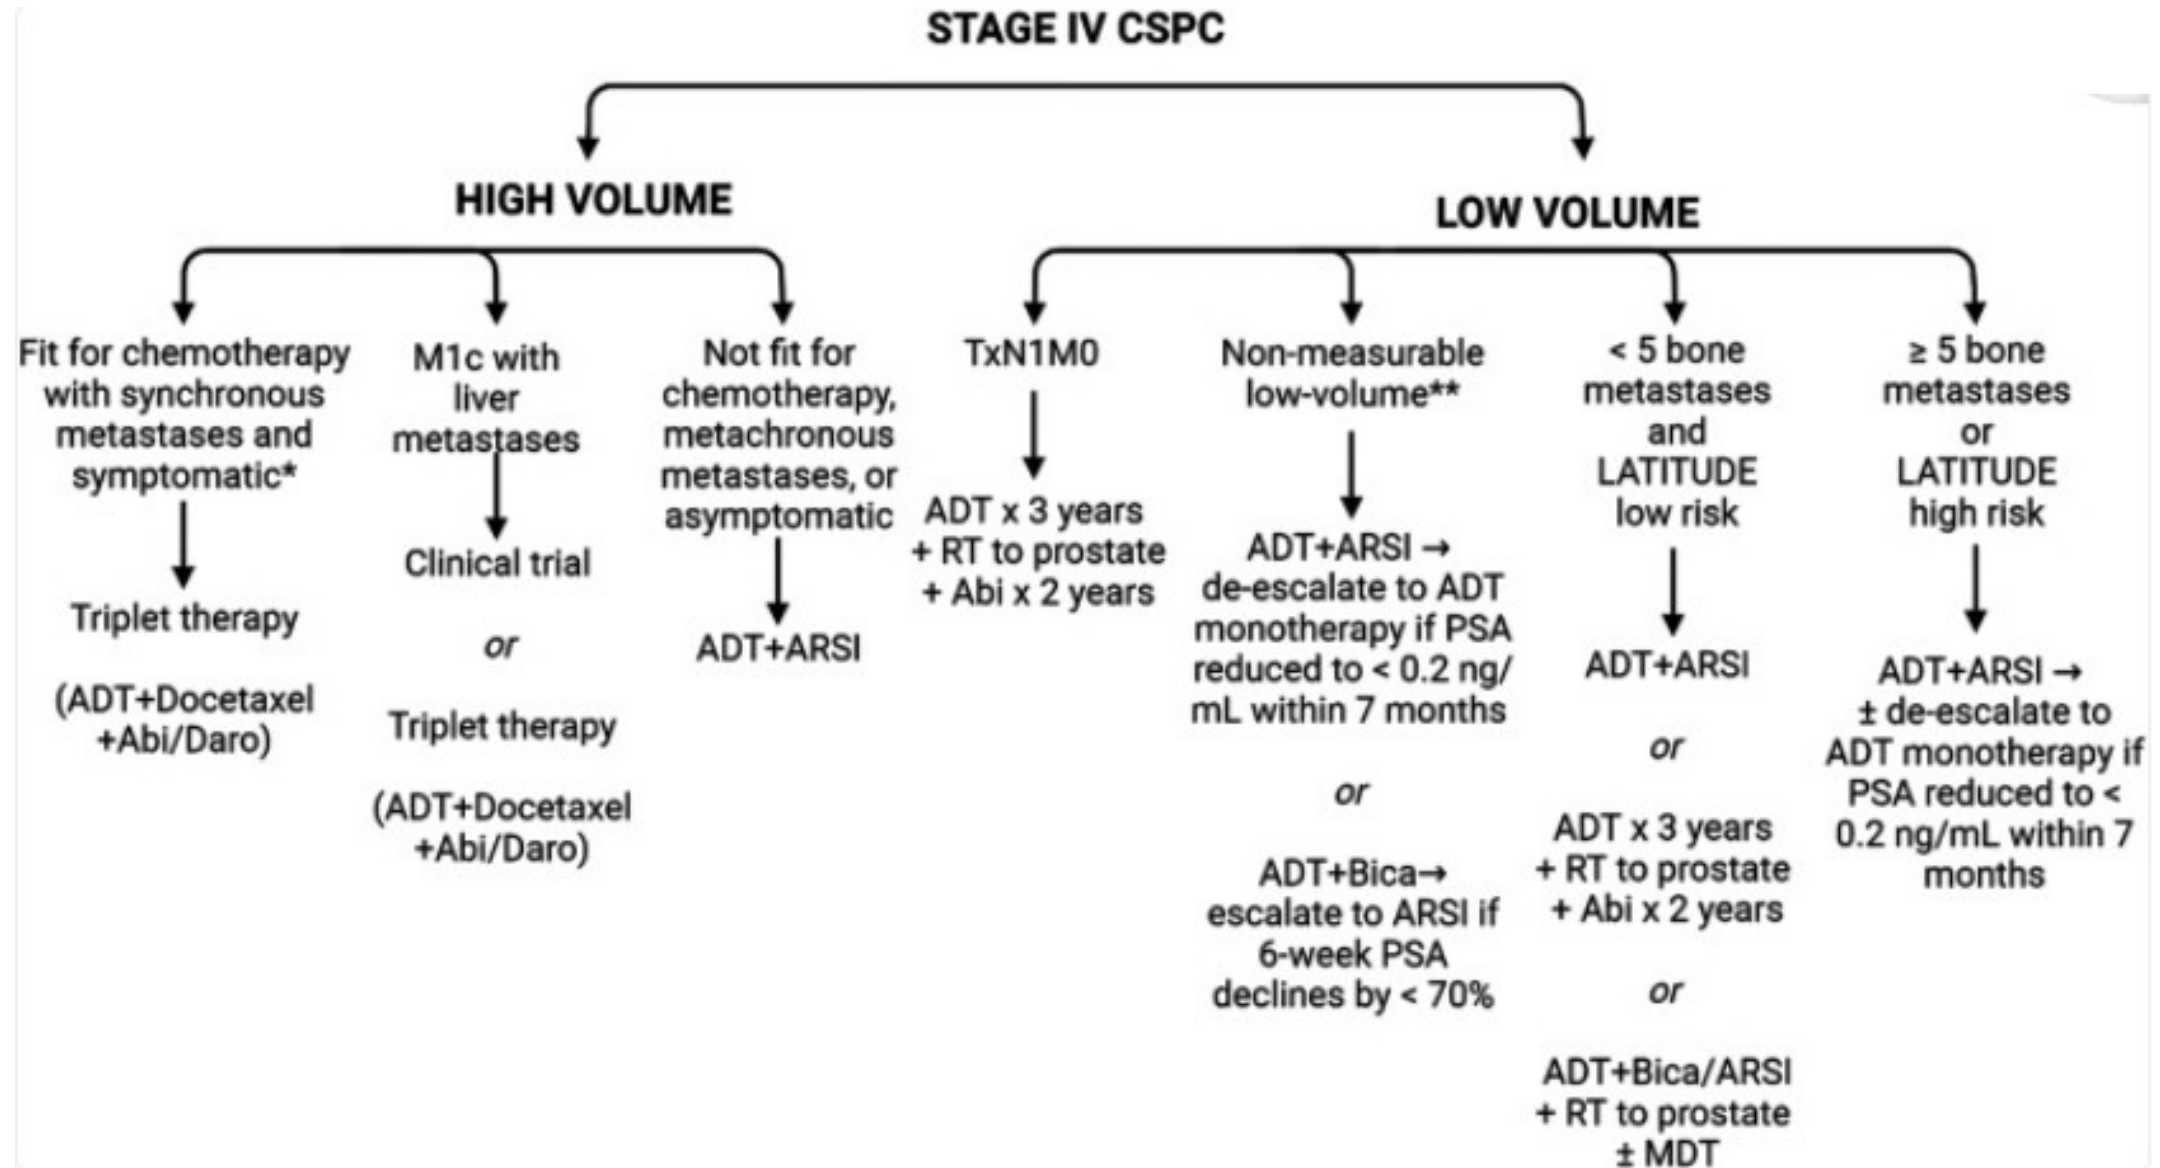 STAGE IV CSPC
HIGH VOLUME
LOW VOLUME
Fit for chemotherapy
with synchronous
metastases and
symptomatic*
Triplet therapy
(ADT+Docetaxel
+Abi/Daro)
M1c with
liver
metastases
Clinical trial
or
Triplet therapy
(ADT+Docetaxel
+Abi/Daro)
Not fit for
chemotherapy,
metachronous
metastases, or
asymptomatic
ADT+ARSI
TxN1M0
ADT x 3 years
+ RT to prostate
+ Abi x 2 years
Non-measurable
low-volume**
ADT+ARSI →
de-escalate to ADT
monotherapy if PSA
reduced to < 0.2 ng/
mL within 7 months
or
ADT+Bica→
escalate to ARSI if
6-week PSA
declines by < 70%
< 5 bone
metastases
and
LATITUDE
low risk
ADT+ARSI
or
ADT x 3 years
+ RT to prostate
+ Abi x 2 years
or
ADT+Bica/ARSI
+ RT to prostate
± MDT
≥ 5 bone
metastases
or
LATITUDE
high risk
ADT+ARSI →
± de-escalate to
ADT monotherapy if
PSA reduced to <
0.2 ng/mL within 7
months